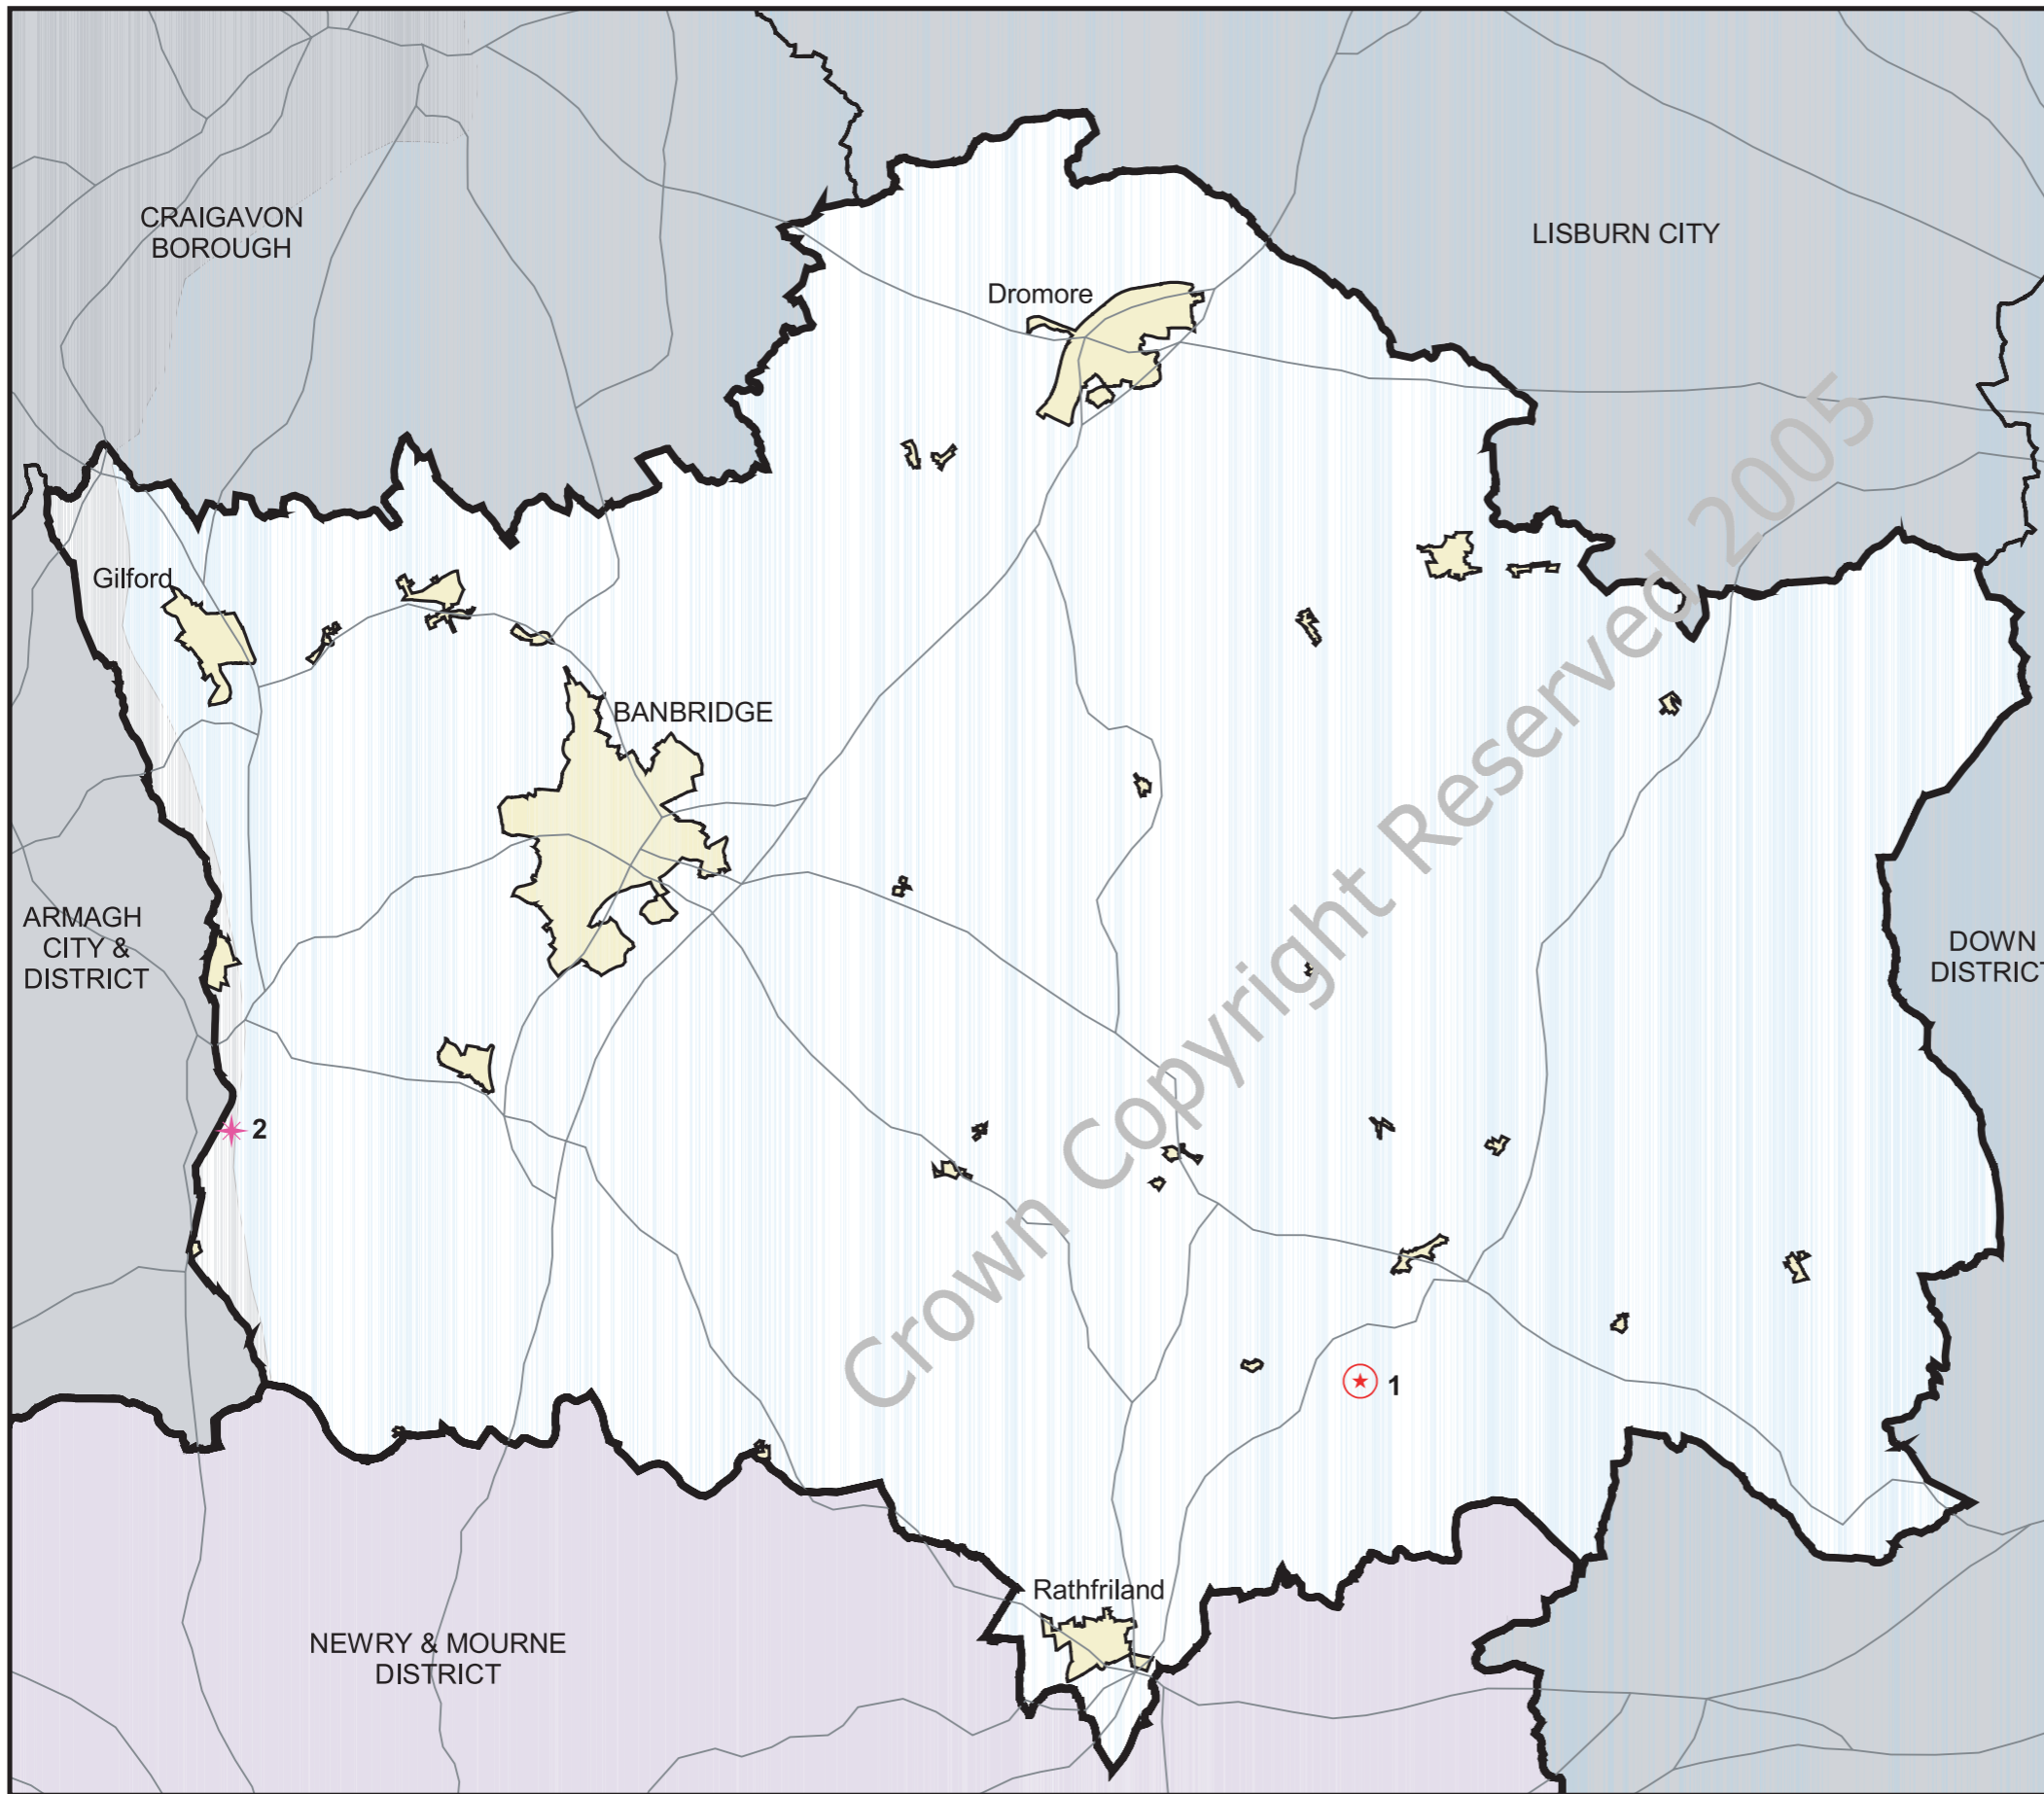 CRAIGAVON
BOROUGH
LISBURN CITY
Dromore
Gilford
BANBRIDGE
ARMAGH
CITY &
DISTRICT
DOWN
DISTRICT
2
1
Rathfriland
NEWRY & MOURNE
DISTRICT
Crown Copyright Reserved 2005